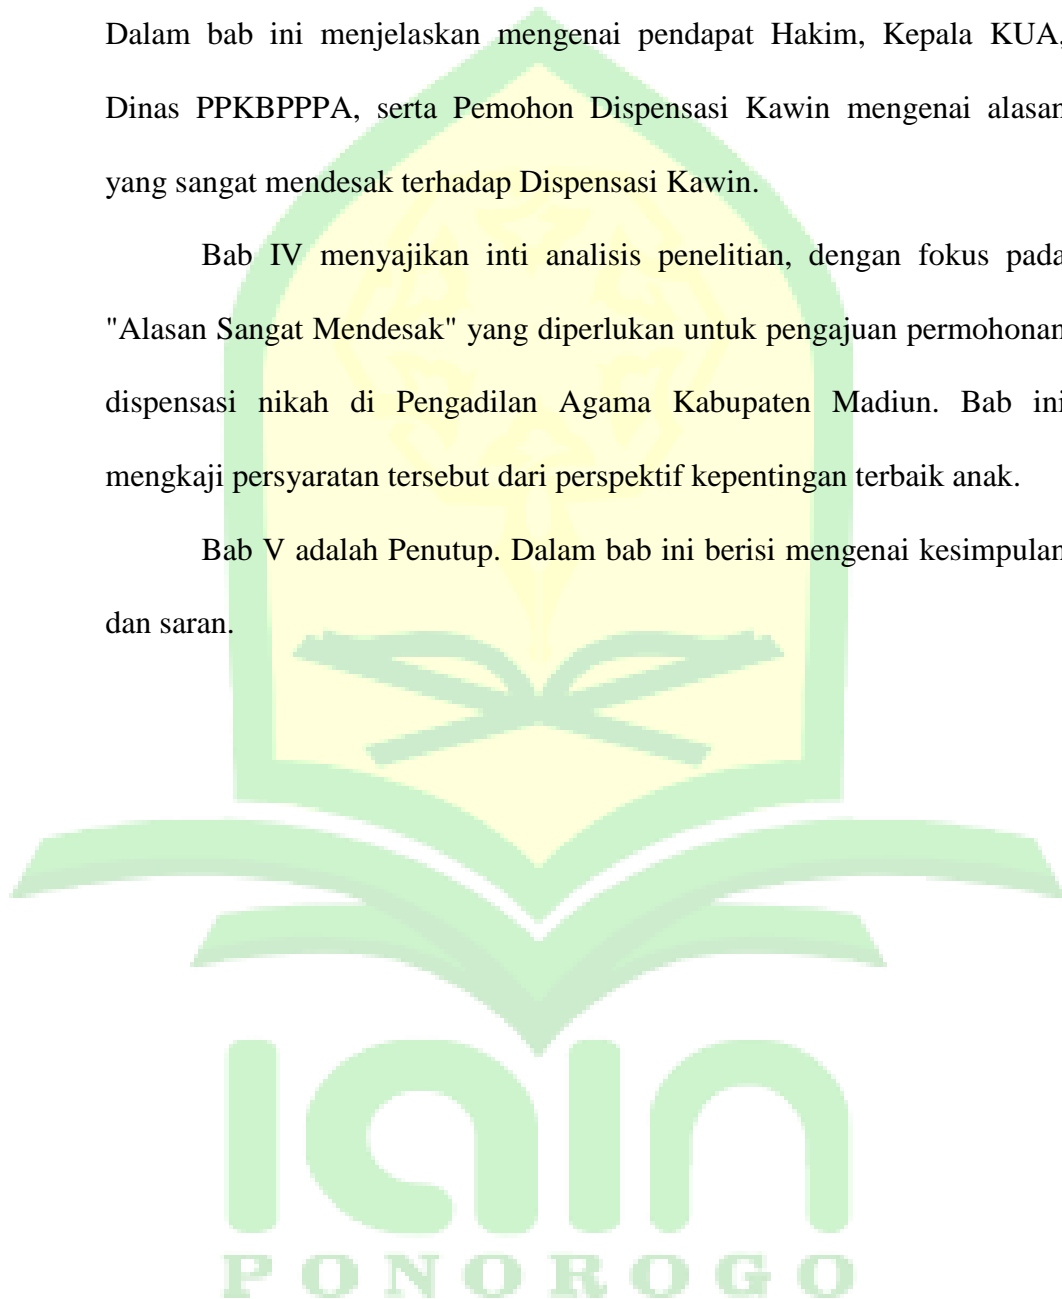 Dalam bab ini menjelaskan mengenai pendapat Hakim, Kepala KUA,
Dinas PPKBPPPA, serta Pemohon Dispensasi Kawin mengenai alasan
yang sangat mendesak terhadap Dispensasi Kawin.
Bab IV menyajikan inti analisis penelitian, dengan fokus pada
"Alasan Sangat Mendesak" yang diperlukan untuk pengajuan permohonan
dispensasi nikah di Pengadilan Agama Kabupaten Madiun. Bab ini
mengkaji persyaratan tersebut dari perspektif kepentingan terbaik anak.
Bab V adalah Penutup. Dalam bab ini berisi mengenai kesimpulan
dan saran.
iain
PONOROGO